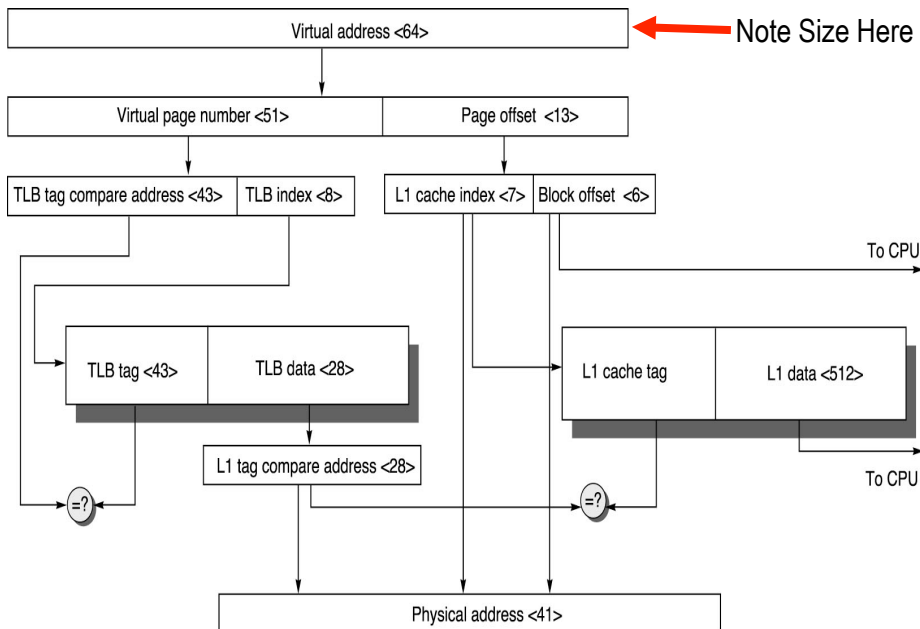 Virtual address <64>
Note Size Here
Virtual page number <51>
Page offset <13>
TLB tag compare address <43>
TLB index <8>
L1 cache index <7>
Block offset <6>
To CPU
TLB tag <43>
TLB data <28>
L1 cache tag
L1 data <512>
L1 tag compare address <28>
To CPU
=?
=?
Physical address <41>